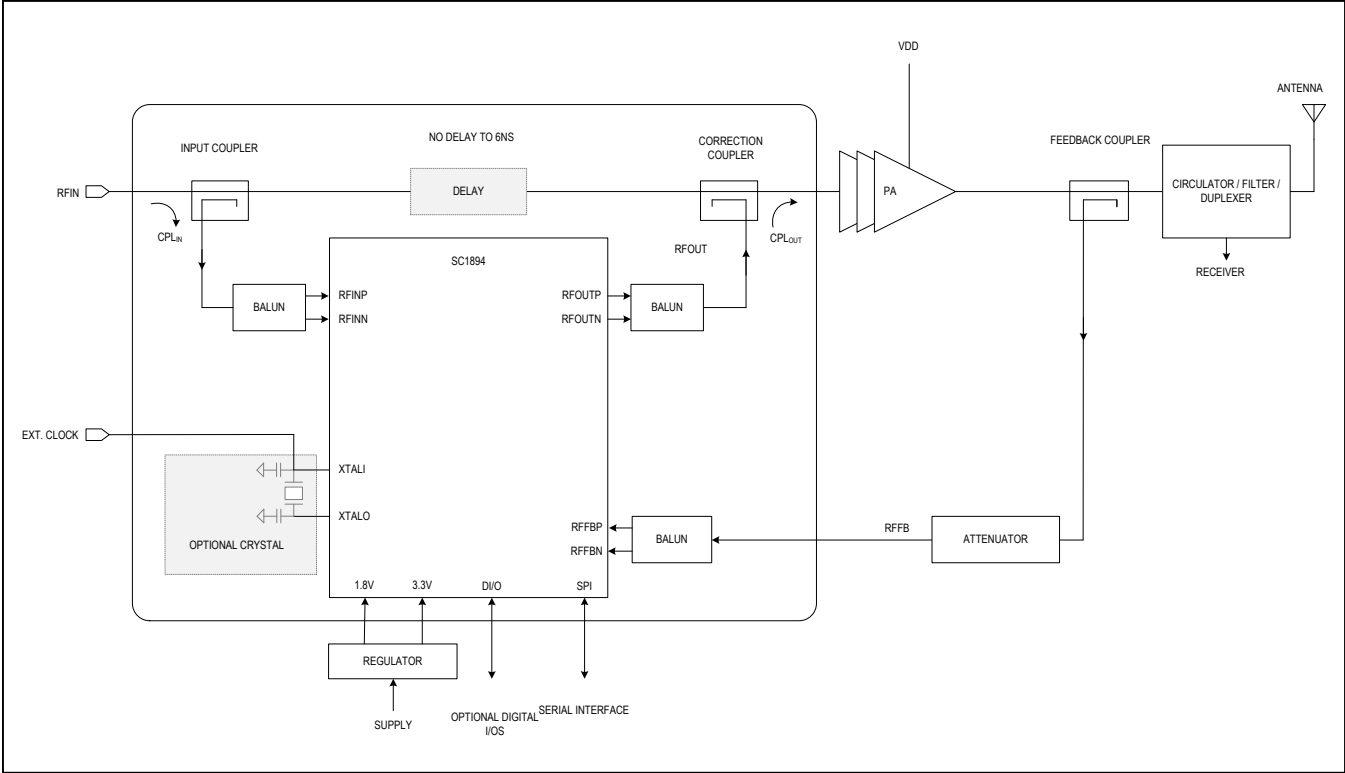 VDD
ANTENNA
NO DELAY TO 6NS
INPUT COUPLER
CORRECTION
COUPLER
FEEDBACK COUPLER
RFIN
DELAY
PA
CIRCULATOR / FILTER /
DUPLEXER
CPLIN
CPLOUT
RFOUT
RECEIVER
SC1894
BALUN
RFINP
RFINN
RFOUTP
RFOUTN
BALUN
EXT. CLOCK
XTALI
XTALO
OPTIONAL CRYSTAL
RFFBP
RFFBN
BALUN
RFFB
ATTENUATOR
1.8V
3.3V
DI/O
SPI
REGULATOR
SUPPLY
OPTIONAL DIGITAL
I/OS
SERIAL INTERFACE